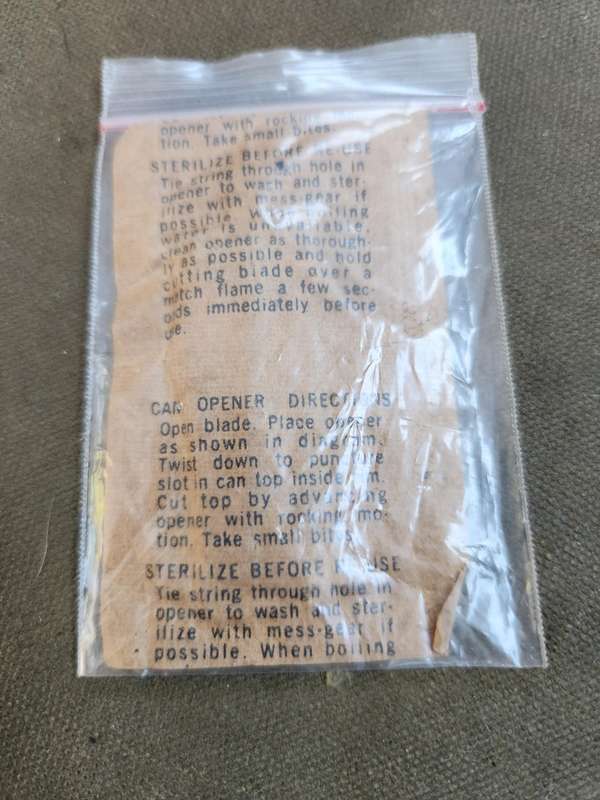 opener with rocking
tion. Take small bites.
STERILIZE BEFORE RE-USE
Tie string through hole in
opener to wash and ster-
ilize with mess-gear if
possible. When boiling
water is unavailable,
clean opener as thorough-
ly as possible and hold
cutting blade over a
match flame a few sec-
onds immediately before
use.
CAN OPENER DIRECTIONS
Open blade. Place opener
as shown in diagram.
Twist down to puncture
slot in can top inside rim.
Cut top by advancing
opener with rocking mo-
tion. Take small bites.
STERILIZE BEFORE RE-USE
Tie string through hole in
opener to wash and ster-
ilize with mess-gear if
possible. When boiling